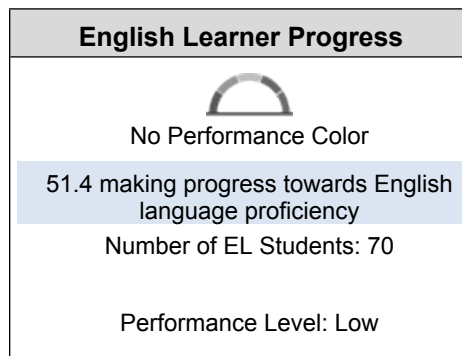 English Learner Progress
No Performance Color
51.4 making progress towards English
language proficiency
Number of EL Students: 70
Performance Level: Low